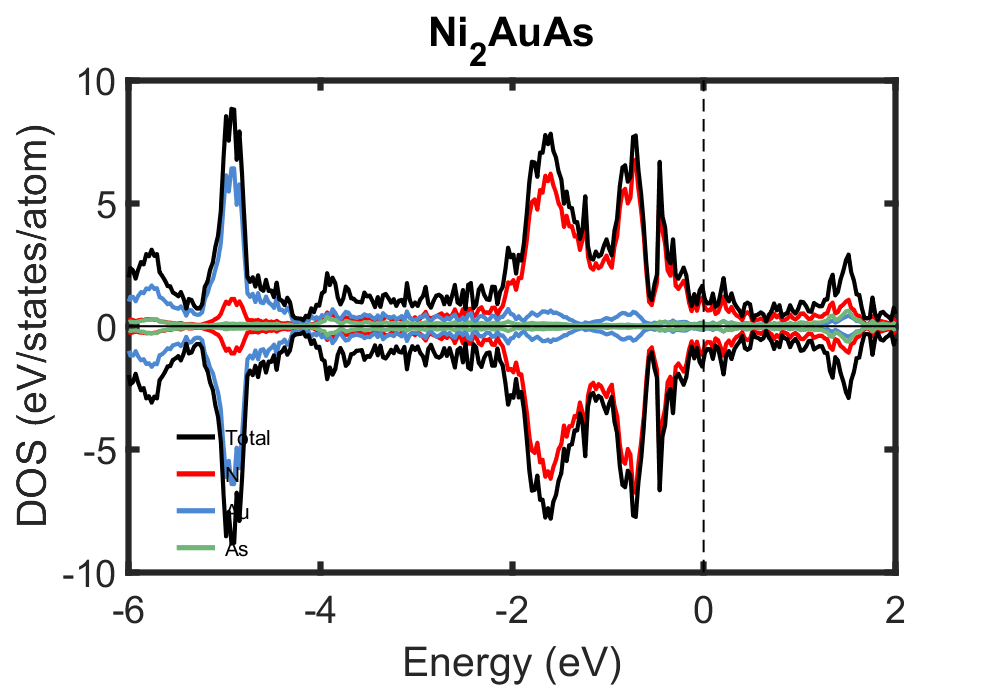 Ni2AuAs
10
5
0
-5
-10
DOS (eV/states/atom)
Total
Ni
Au
As
-6 -4 -2 0 2
Energy (eV)